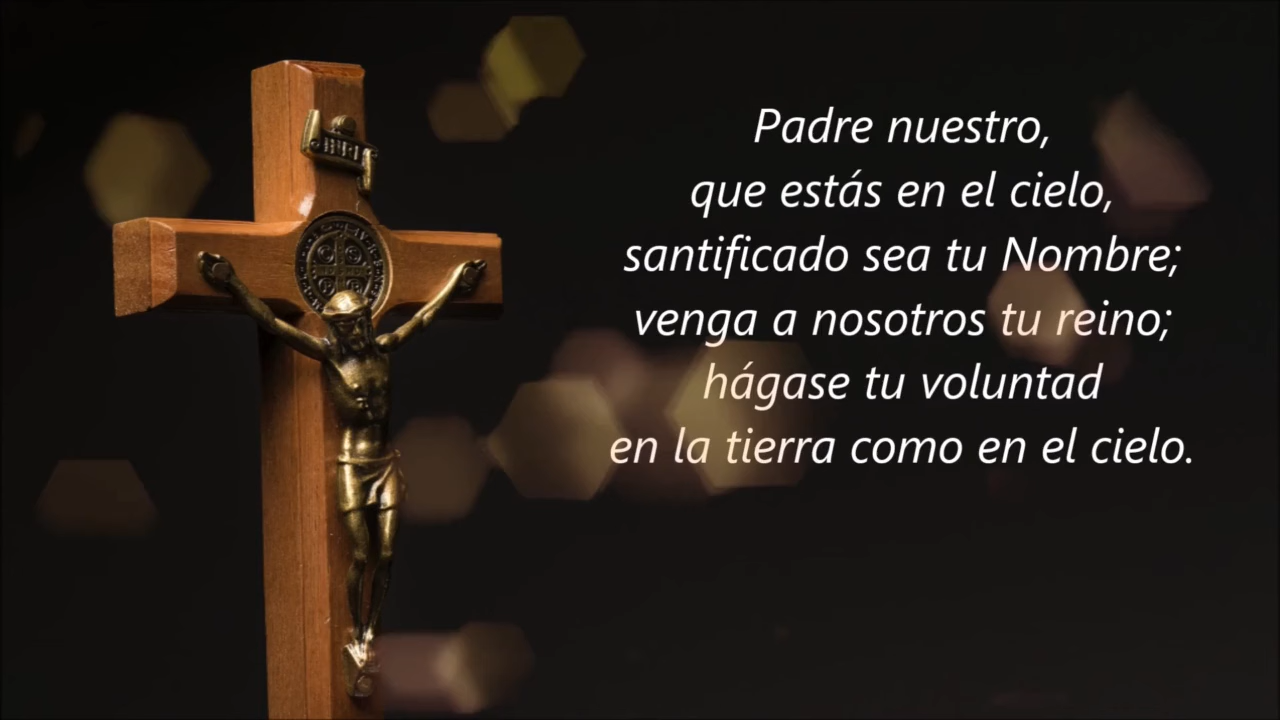 INRI
Padre nuestro,
que estás en el cielo,
santificado sea tu Nombre;
venga a nosotros tu reino;
hágase tu voluntad
en la tierra como en el cielo.